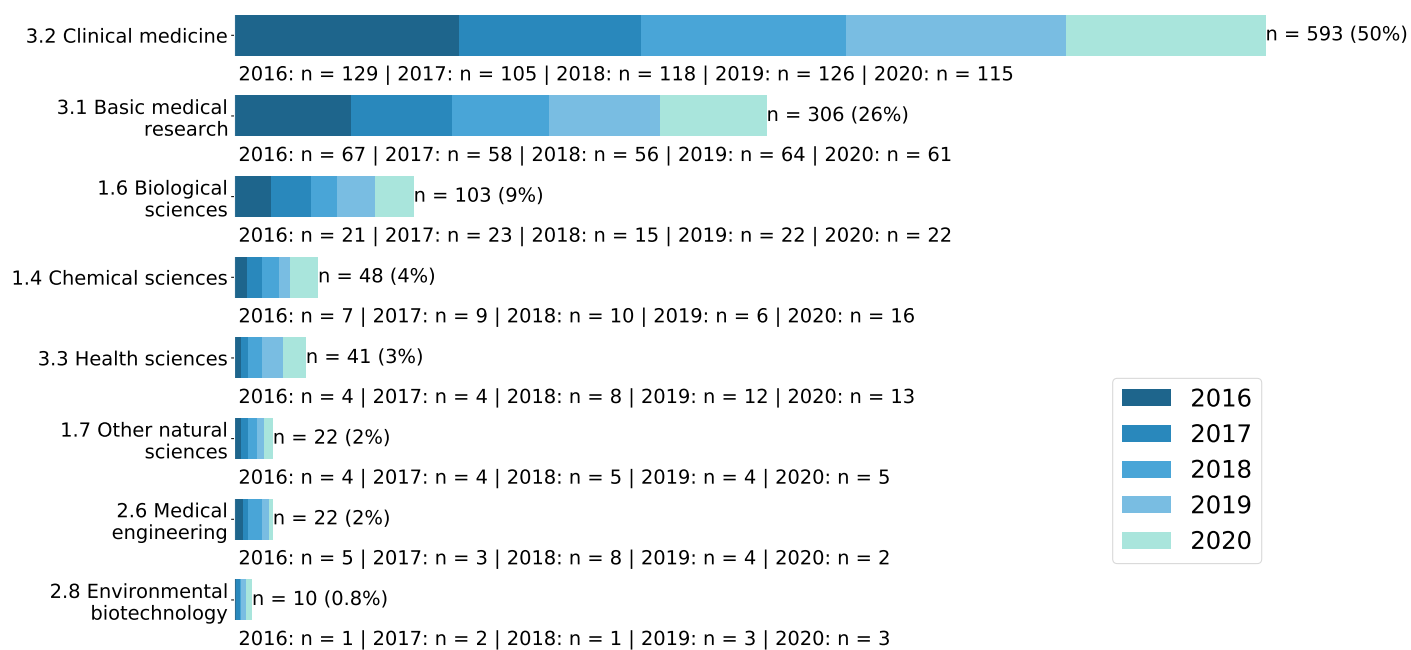 3.2 Clinical medicine
n = 593 (50%)
2016: n = 129 | 2017: n = 105 | 2018: n = 118 | 2019: n = 126 | 2020: n = 115
3.1 Basic medical
research
n = 306 (26%)
2016: n = 67 | 2017: n = 58 | 2018: n = 56 | 2019: n = 64 | 2020: n = 61
1.6 Biological
sciences
n = 103 (9%)
2016: n = 21 | 2017: n = 23 | 2018: n = 15 | 2019: n = 22 | 2020: n = 22
1.4 Chemical sciences
n = 48 (4%)
2016: n = 7 | 2017: n = 9 | 2018: n = 10 | 2019: n = 6 | 2020: n = 16
3.3 Health sciences
n = 41 (3%)
2016: n = 4 | 2017: n = 4 | 2018: n = 8 | 2019: n = 12 | 2020: n = 13
1.7 Other natural
sciences
n = 22 (2%)
2016: n = 4 | 2017: n = 4 | 2018: n = 5 | 2019: n = 4 | 2020: n = 5
2.6 Medical
engineering
n = 22 (2%)
2016: n = 5 | 2017: n = 3 | 2018: n = 8 | 2019: n = 4 | 2020: n = 2
2.8 Environmental
biotechnology
n = 10 (0.8%)
2016: n = 1 | 2017: n = 2 | 2018: n = 1 | 2019: n = 3 | 2020: n = 3
2016
2017
2018
2019
2020